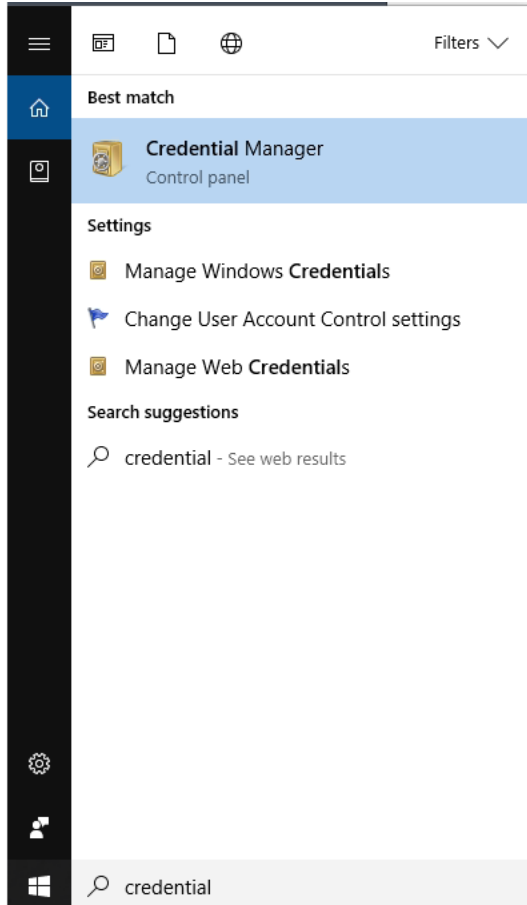 Filters
Best match
Credential Manager
Control panel
Settings
Manage Windows Credentials
Change User Account Control settings
Manage Web Credentials
Search suggestions
credential - See web results
credential